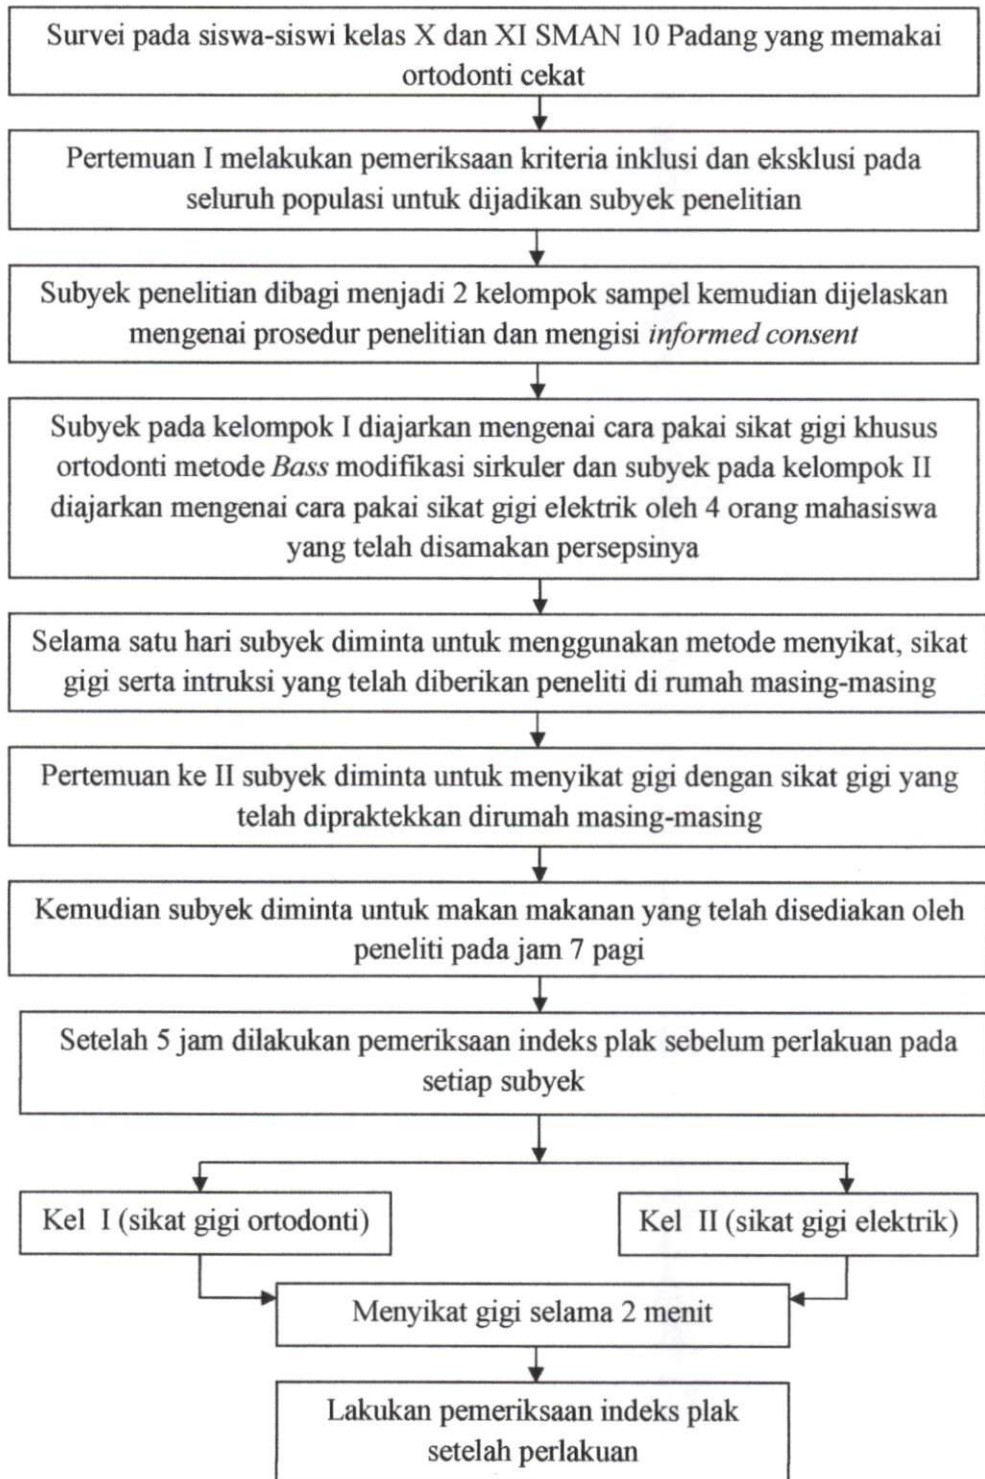 Survei pada siswa-siswi kelas X dan XI SMAN 10 Padang yang memakai
ortodonti cekat
Pertemuan I melakukan pemeriksaan kriteria inklusi dan eksklusi pada
seluruh populasi untuk dijadikan subyek penelitian
Subyek penelitian dibagi menjadi 2 kelompok sampel kemudian dijelaskan
mengenai prosedur penelitian dan mengisi informed consent
Subyek pada kelompok I diajarkan mengenai cara pakai sikat gigi khusus
ortodonti metode Bass modifikasi sirkuler dan subyek pada kelompok II
diajarkan mengenai cara pakai sikat gigi elektrik oleh 4 orang mahasiswa
yang telah disamakan persepsinya
Selama satu hari subyek diminta untuk menggunakan metode menyikat, sikat
gigi serta intruksi yang telah diberikan peneliti di rumah masing-masing
Pertemuan ke II subyek diminta untuk menyikat gigi dengan sikat gigi yang
telah dipraktekkan dirumah masing-masing
Kemudian subyek diminta untuk makan makanan yang telah disediakan oleh
peneliti pada jam 7 pagi
Setelah 5 jam dilakukan pemeriksaan indeks plak sebelum perlakuan pada
setiap subyek
Kel I (sikat gigi ortodonti)
Kel II (sikat gigi elektrik)
Menyikat gigi selama 2 menit
Lakukan pemeriksaan indeks plak
setelah perlakuan